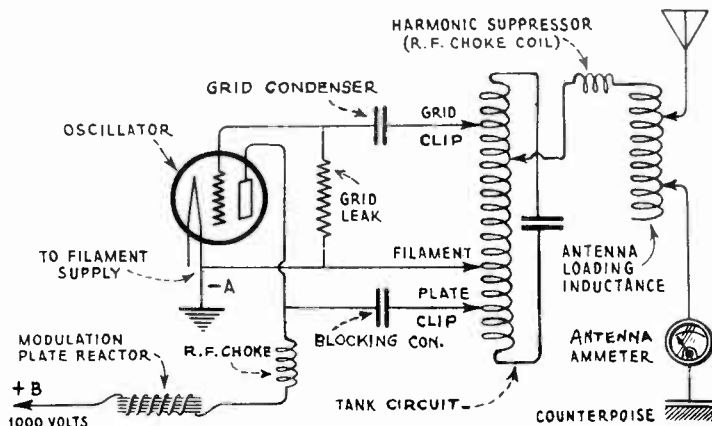 HARMONIC SUPPRESSOR
(R.F. CHOKE COIL)
GRID CONDENSER
OSCILLATOR
GRID
CLIP
GRID
LEAK
TO FILAMENT
SUPPLY
FILAMENT
-A
PLATE
CLIP
ANTENNA
LOADING
INDUCTANCE
MODULATION
PLATE REACTOR
R.F. CHOKE
BLOCKING CON.
ANTENNA
AMMETER
+B
1000 VOLTS
TANK CIRCUIT
COUNTERPOISE